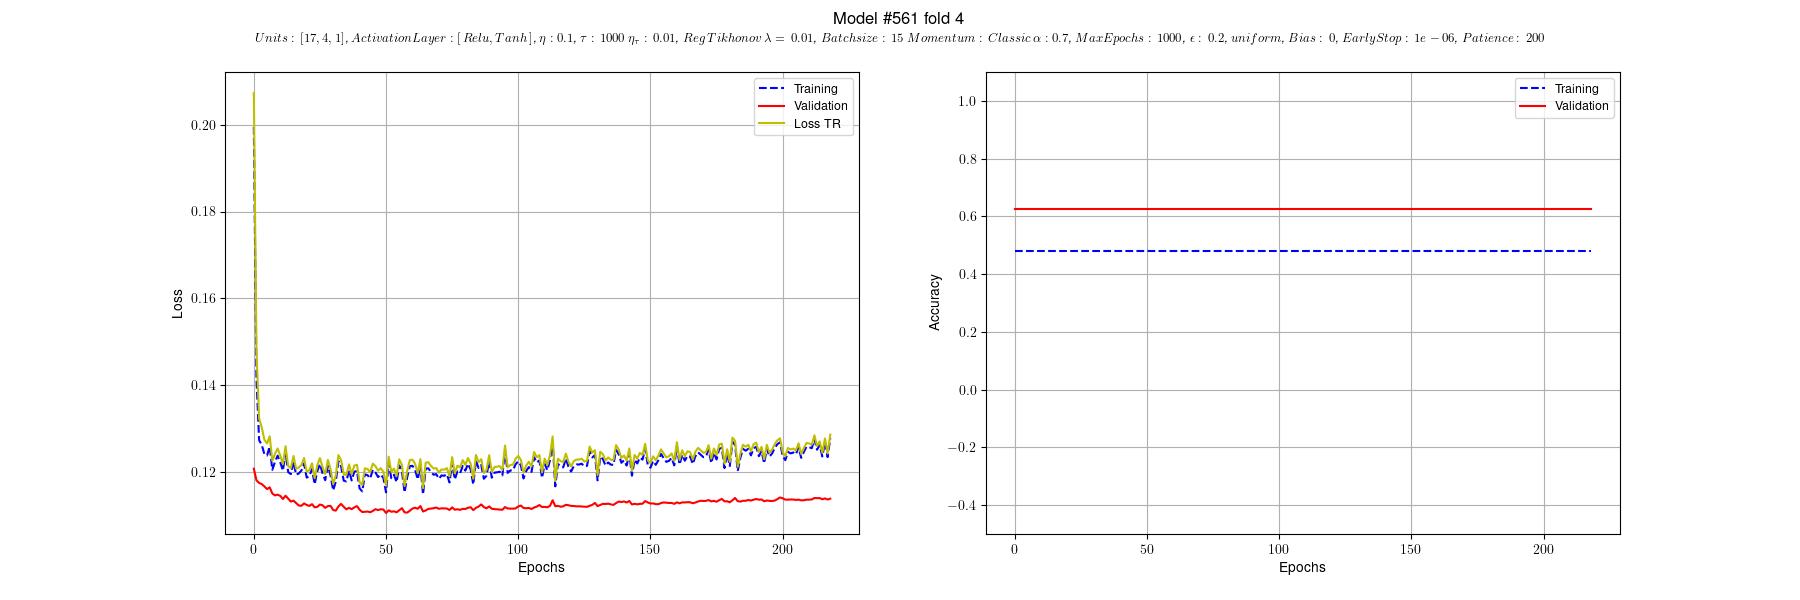 Model #561 fold 4
Units : [17, 4, 1], ActivationLayer : [Relu, Tanh], η : 0.1, τ : 1000 ητ : 0.01, RegTikhonov λ = 0.01, Batchsize : 15 Momentum : Classic α : 0.7, MaxEpochs : 1000, ϵ : 0.2, uniform, Bias : 0, EarlyStop : 1e − 06, Patience : 200
Training
Validation
Loss TR
0.20
0.18
0.16
0.14
0.12
Loss
0 50 100 150 200
Epochs
Training
Validation
1.0
0.8
0.6
0.4
0.2
0.0
−0.2
−0.4
Accuracy
0 50 100 150 200
Epochs